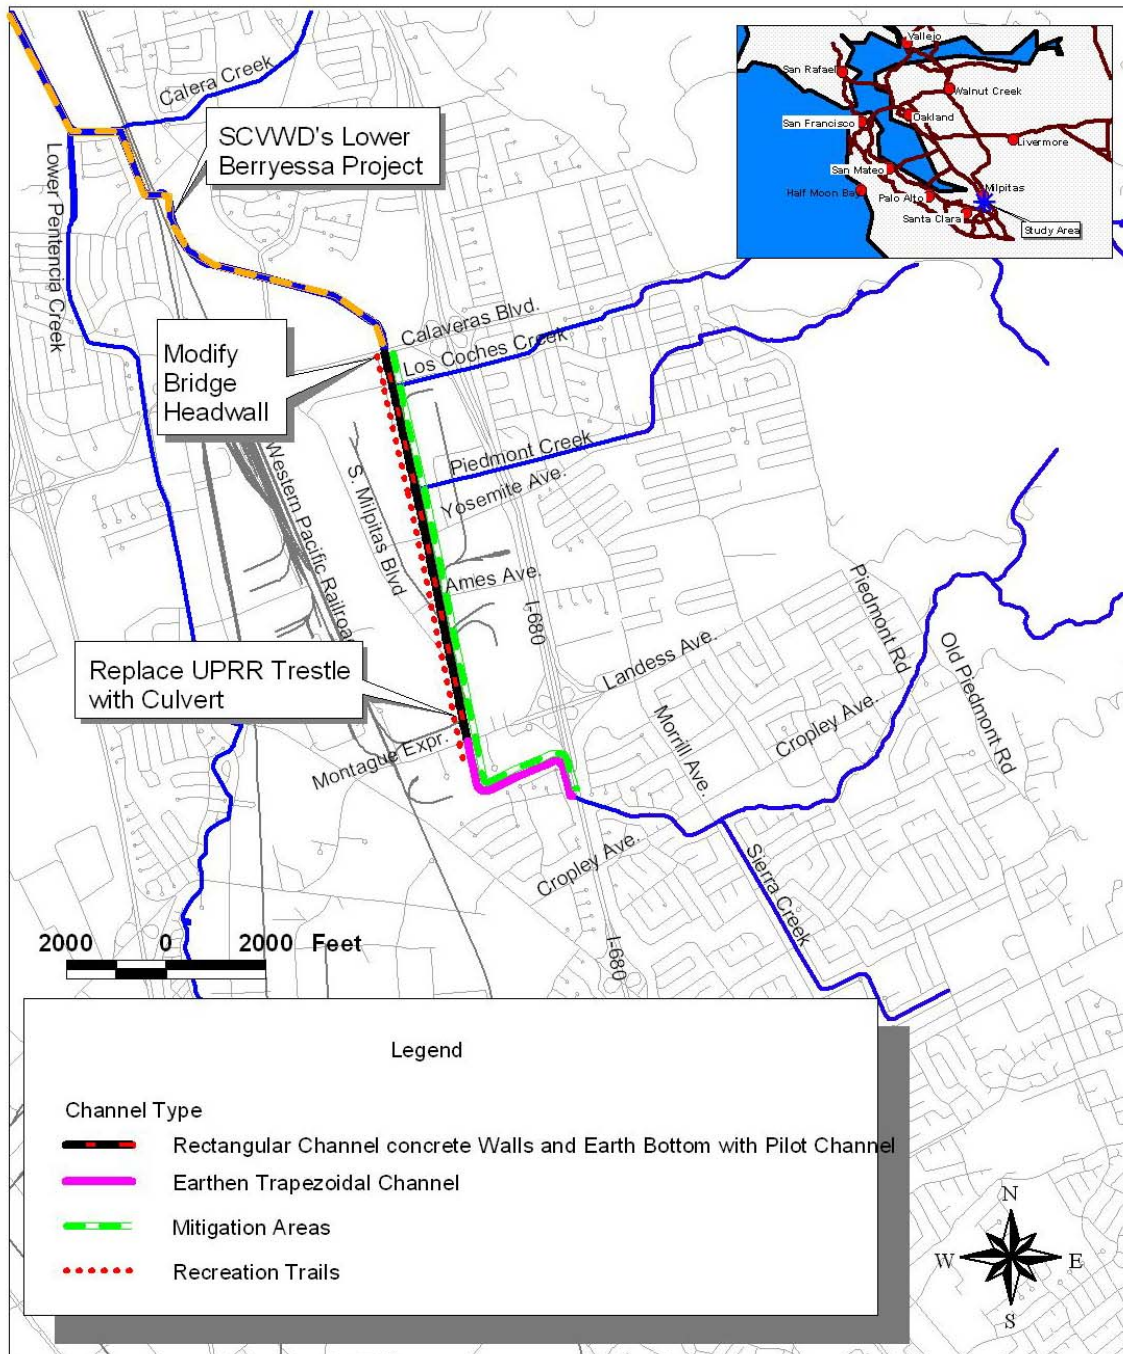 Calera Creek
SCVWD's Lower
Berryessa Project
Lower Pentencia Creek
Vallejo
San Rafael
Walnut Creek
San Francisco
Oakland
Livermore
San Mateo
Half Moon Bay
Palo Alto
Milpitas
Santa Clara
Study Area
Modify
Bridge
Headwall
Calaveras Blvd.
Los Coches Creek
Piedmont Creek
Yosemite Ave.
Western Pacific Railroa
S. Milpitas Blvd
Ames Ave.
I-680
Piedmont Rd
Old Piedmont Rd
Landess Ave.
Replace UPRR Trestle
with Culvert
Montague Expr.
Morrill Ave.
Cropley Ave.
Cropley Ave.
Sierra Creek
I-680
2000 0 2000 Feet
Legend
Channel Type
Rectangular Channel concrete Walls and Earth Bottom with Pilot Channel
Earthen Trapezoidal Channel
Mitigation Areas
Recreation Trails
N
W E
S